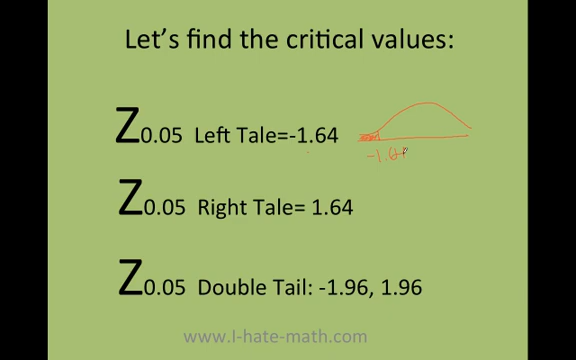 Let's find the critical values:
Z0.05 Left Tale=-1.64
-1.64
Z0.05 Right Tale= 1.64
Z0.05 Double Tail: -1.96, 1.96
www.I-hate-math.com